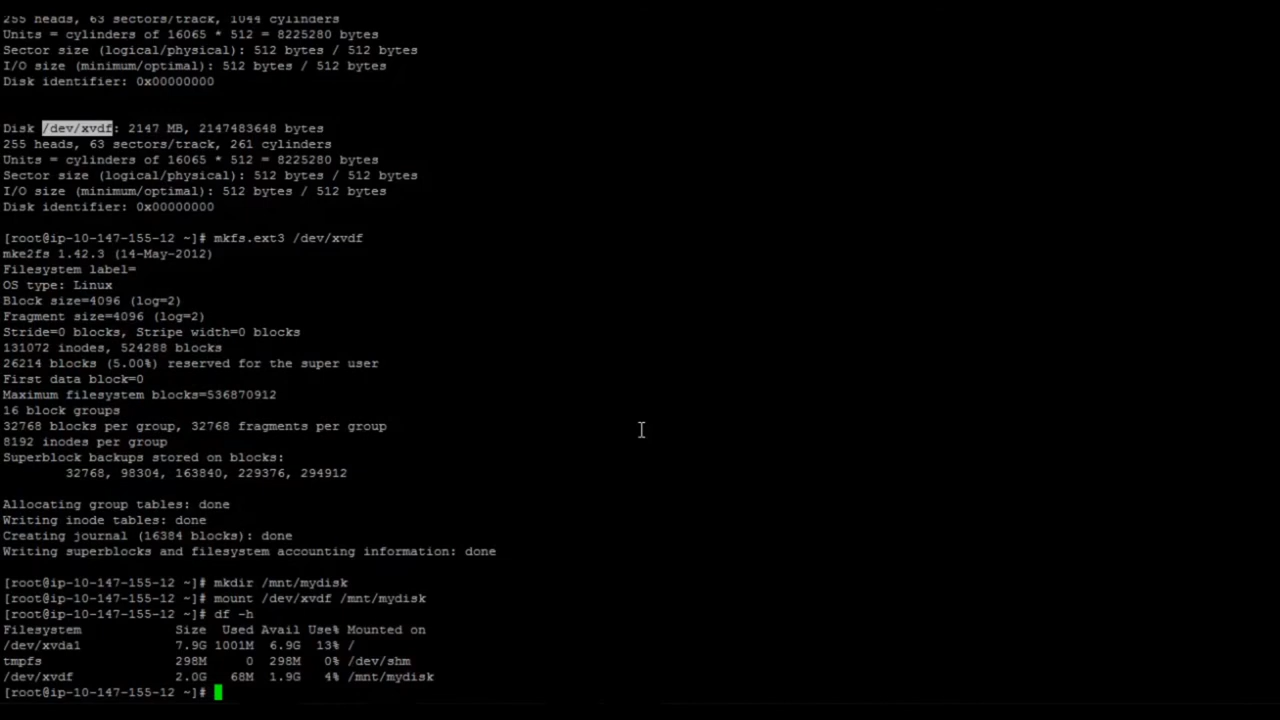 255 heads, 63 sectors/track, 1044 cylinders
Units = cylinders of 16065 * 512 = 8225280 bytes
Sector size (logical/physical): 512 bytes / 512 bytes
I/O size (minimum/optimal): 512 bytes / 512 bytes
Disk identifier: 0x00000000
Disk /dev/xvdf: 2147 MB, 2147483648 bytes
255 heads, 63 sectors/track, 261 cylinders
Units = cylinders of 16065 * 512 = 8225280 bytes
Sector size (logical/physical): 512 bytes / 512 bytes
I/O size (minimum/optimal): 512 bytes / 512 bytes
Disk identifier: 0x00000000
[root@ip-10-147-155-12 ~]# mkfs.ext3 /dev/xvdf
mke2fs 1.42.3 (14-May-2012)
Filesystem label=
OS type: Linux
Block size=4096 (log=2)
Fragment size=4096 (log=2)
Stride=0 blocks, Stripe width=0 blocks
131072 inodes, 524288 blocks
26214 blocks (5.00%) reserved for the super user
First data block=0
Maximum filesystem blocks=536870912
16 block groups
32768 blocks per group, 32768 fragments per group
8192 inodes per group
Superblock backups stored on blocks:
32768, 98304, 163840, 229376, 294912
Allocating group tables: done
Writing inode tables: done
Creating journal (16384 blocks): done
Writing superblocks and filesystem accounting information: done
[root@ip-10-147-155-12 ~]# mkdir /mnt/mydisk
[root@ip-10-147-155-12 ~]# mount /dev/xvdf /mnt/mydisk
[root@ip-10-147-155-12 ~]# df -h
Filesystem Size Used Avail Use% Mounted on
/dev/xvda1 7.9G 1001M 6.9G 13% /
tmpfs 298M 0 298M 0% /dev/shm
/dev/xvdf 2.0G 68M 1.9G 4% /mnt/mydisk
[root@ip-10-147-155-12 ~]#